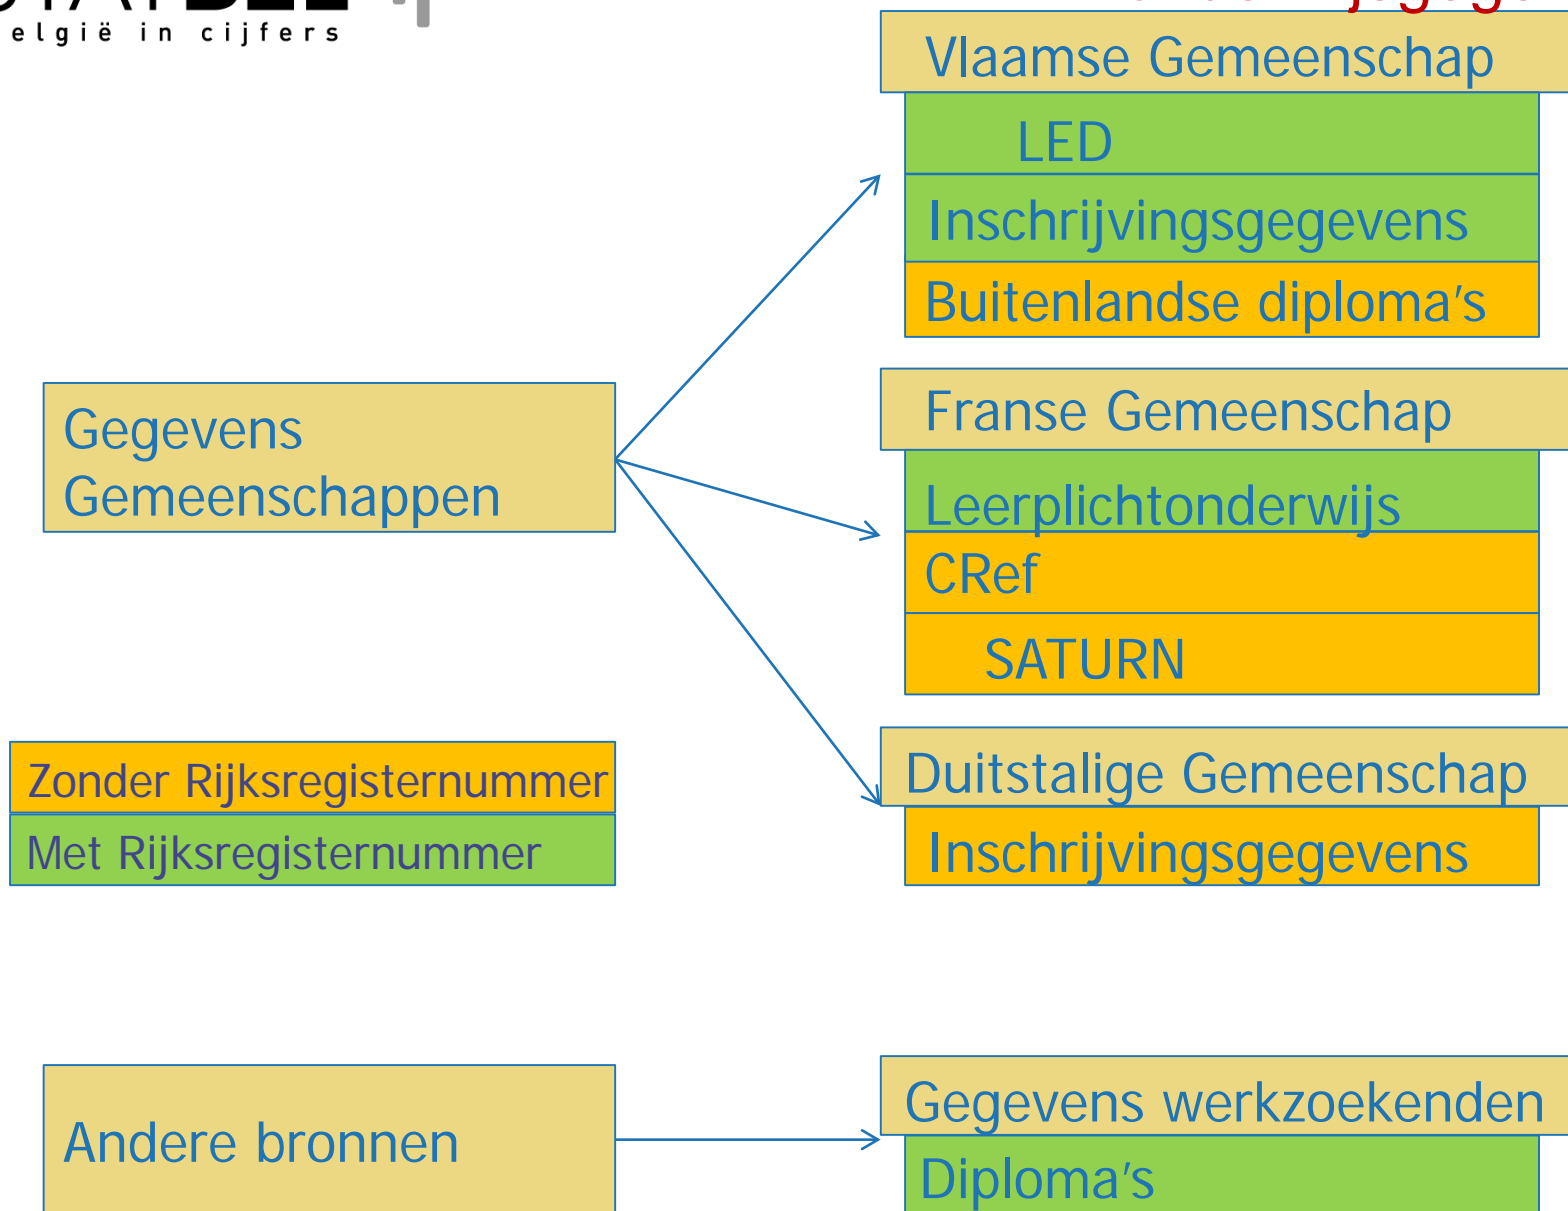 België in cijfers
Vlaamse Gemeenschap
LED
Inschrijvingsgegevens
Buitenlandse diploma's
Gegevens
Gemeenschappen
Franse Gemeenschap
Leerplichtonderwijs
CRef
SATURN
Zonder Rijksregisternummer
Met Rijksregisternummer
Duitstalige Gemeenschap
Inschrijvingsgegevens
Andere bronnen
Gegevens werkzoekenden
Diploma's